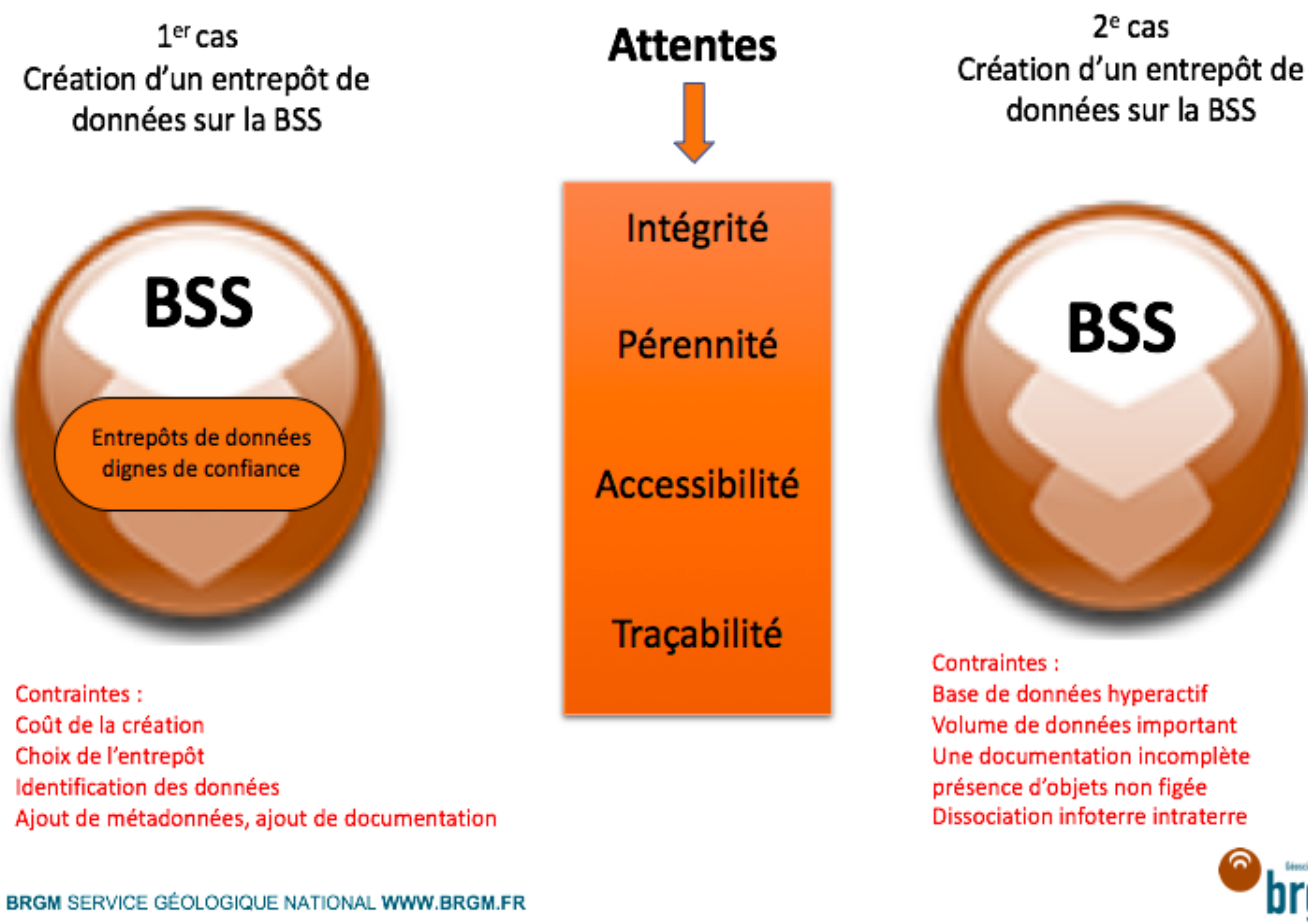 1er cas
Création d'un entrepôt de
données sur la BSS
BSS
Entrepôts de données
dignes de confiance
Contraintes :
Coût de la création
Choix de l'entrepôt
Identification des données
Ajout de métadonnées, ajout de documentation
Attentes
Intégrité
Pérennité
Accessibilité
Traçabilité
2e cas
Création d'un entrepôt de
données sur la BSS
BSS
Contraintes :
Base de données hyperactif
Volume de données important
Une documentation incomplète
présence d'objets non figée
Dissociation infoterre intraterre
BRGM SERVICE GÉOLOGIQUE NATIONAL WWW.BRGM.FR